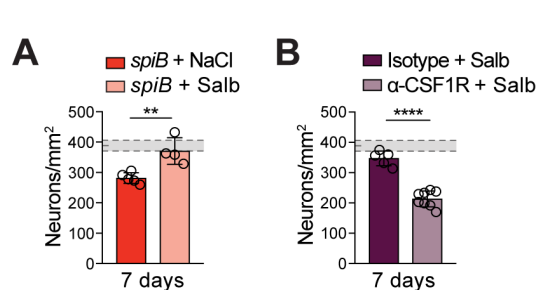 A
spiB + NaCl
spiB + Salb
**
Neurons/mm²
500
400
300
200
100
0
7 days
B
Isotype + Salb
α-CSF1R + Salb
****
Neurons/mm²
500
400
300
200
100
0
7 days